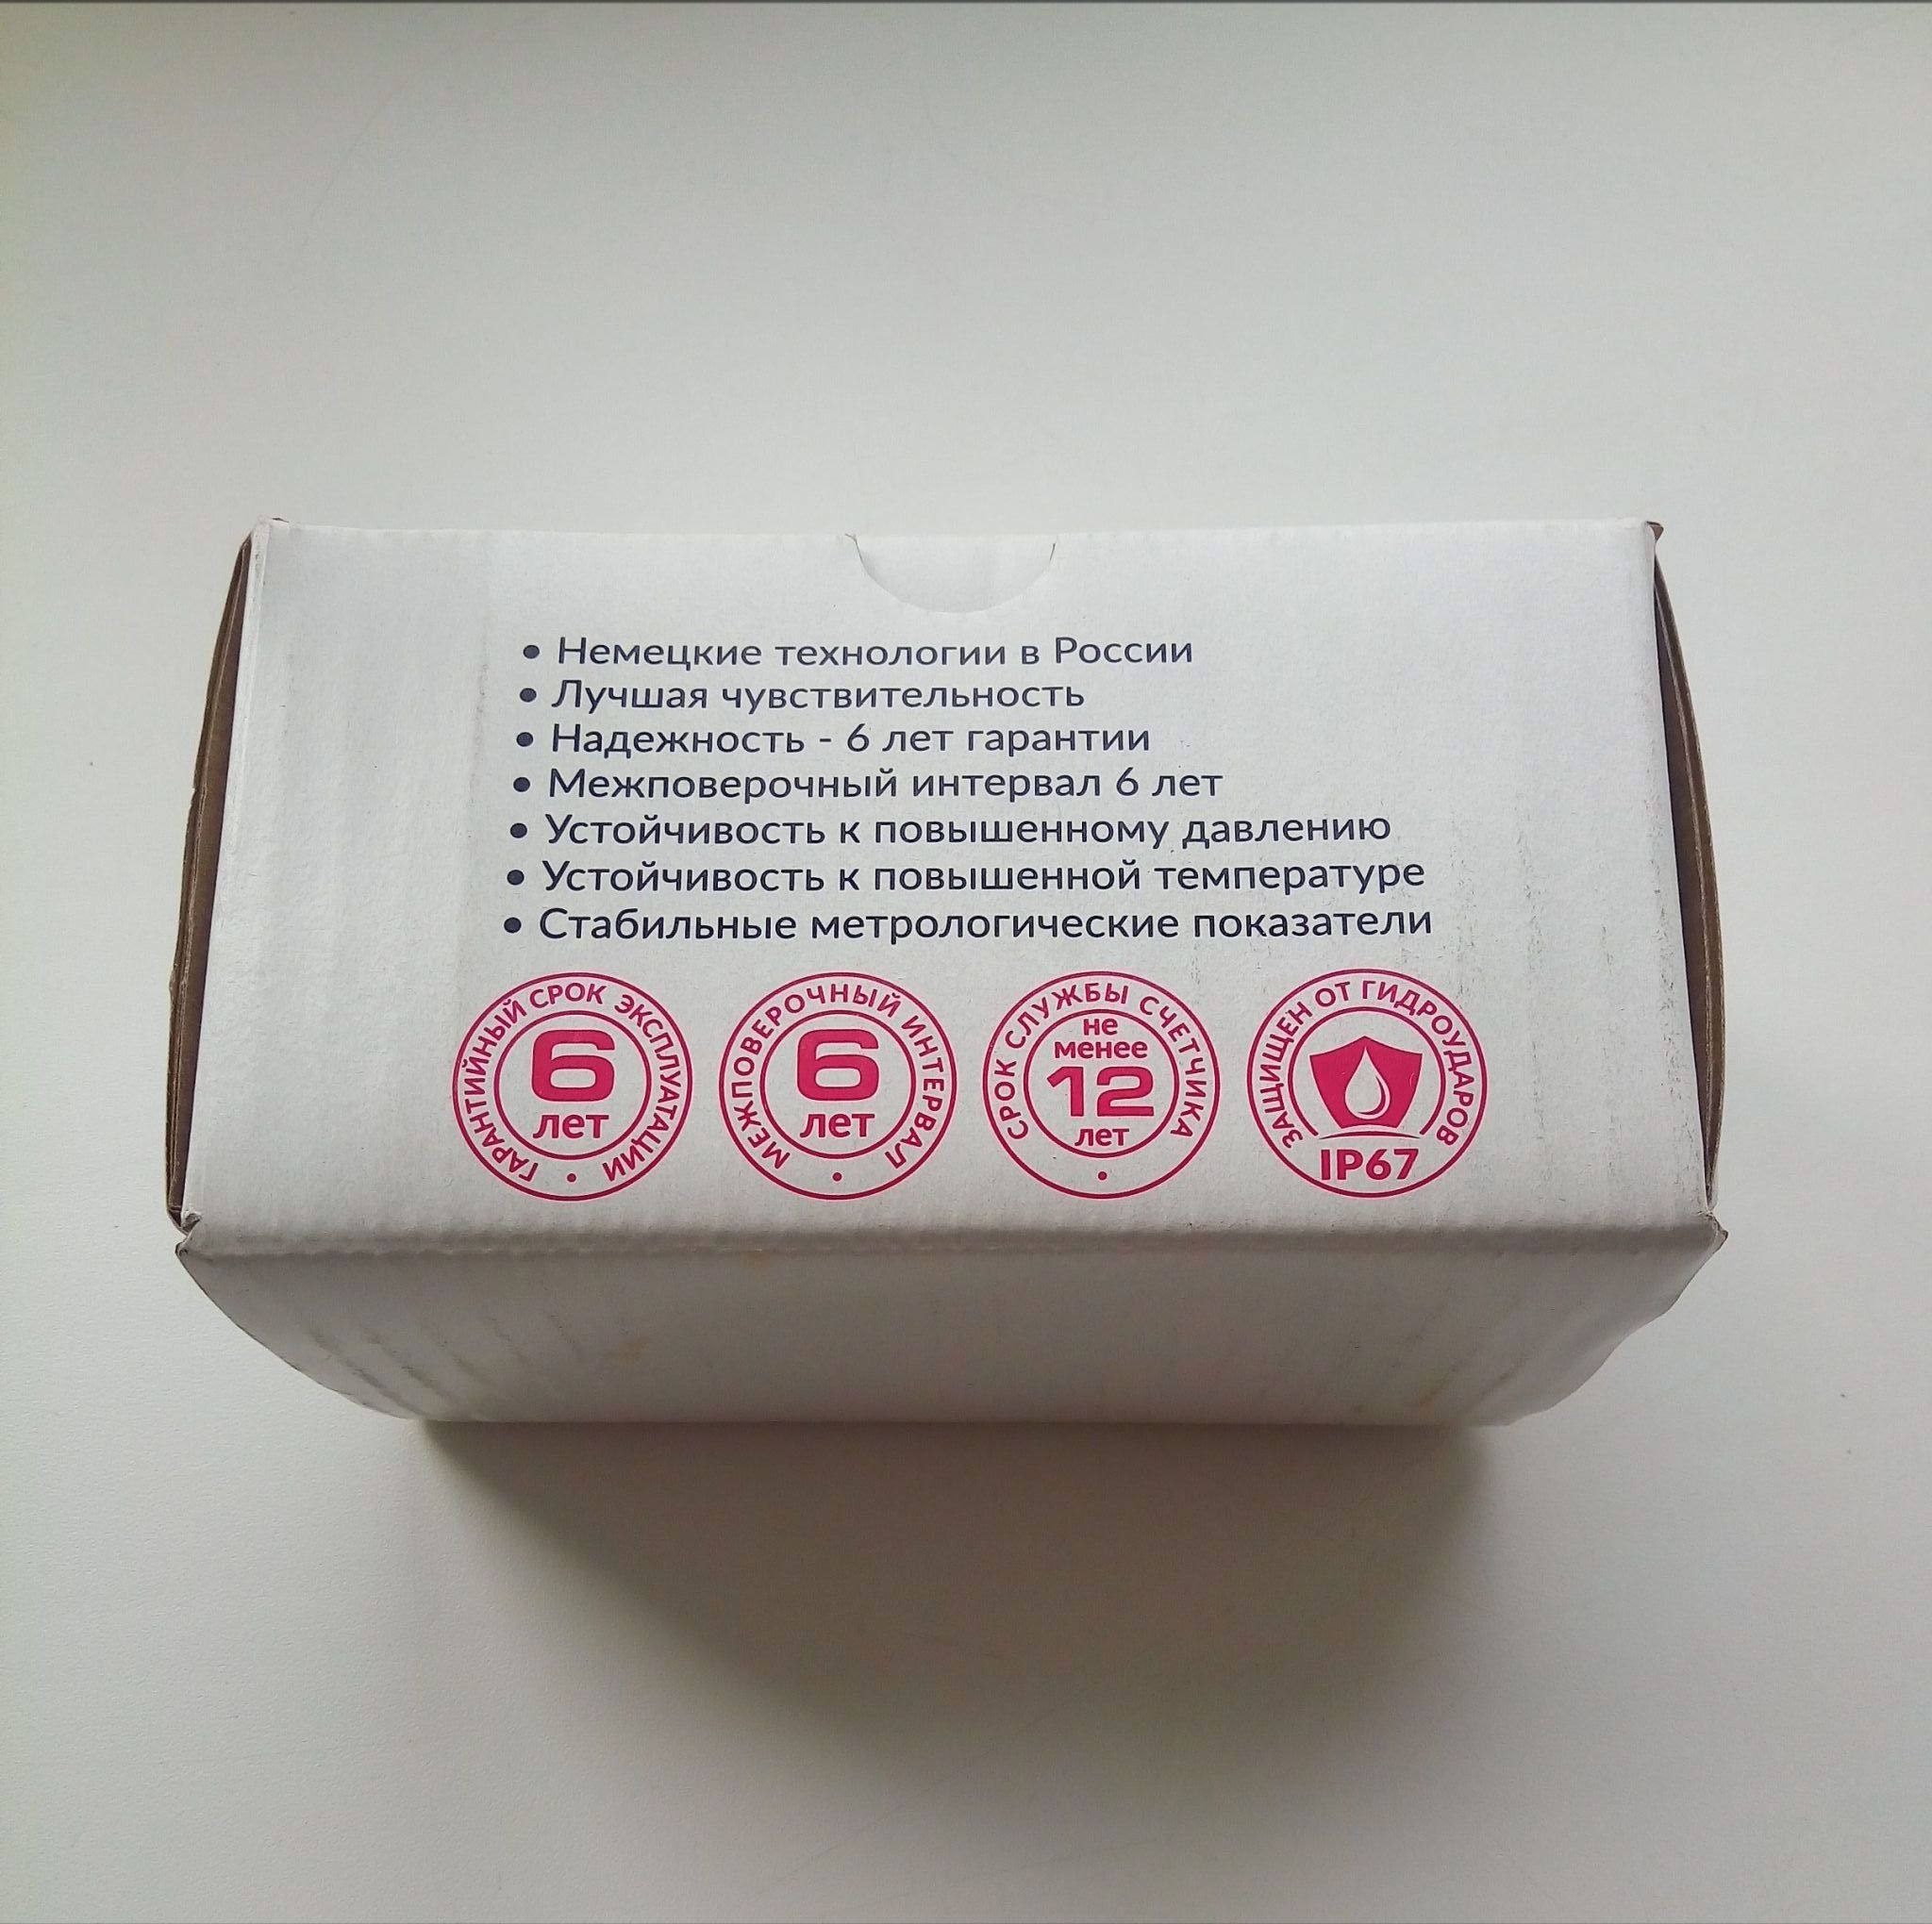 • Немецкие технологии в России
• Лучшая чувствительность
• Надежность - 6 лет гарантии
• Межповерочный интервал 6 лет
• Устойчивость к повышенному давлению
• Устойчивость к повышенной температуре
• Стабильные метрологические показатели
ГАРАНТИЙНЫЙ СРОК ЭКСПЛУАТАЦИИ
6
лет
МЕЖПОВЕРОЧНЫЙ ИНТЕРВАЛ
6
лет
СРОК СЛУЖБЫ СЧЕТЧИКА
не
менее
12
лет
ЗАЩИЩЕН ОТ ГИДРОУДАРОВ
IP67